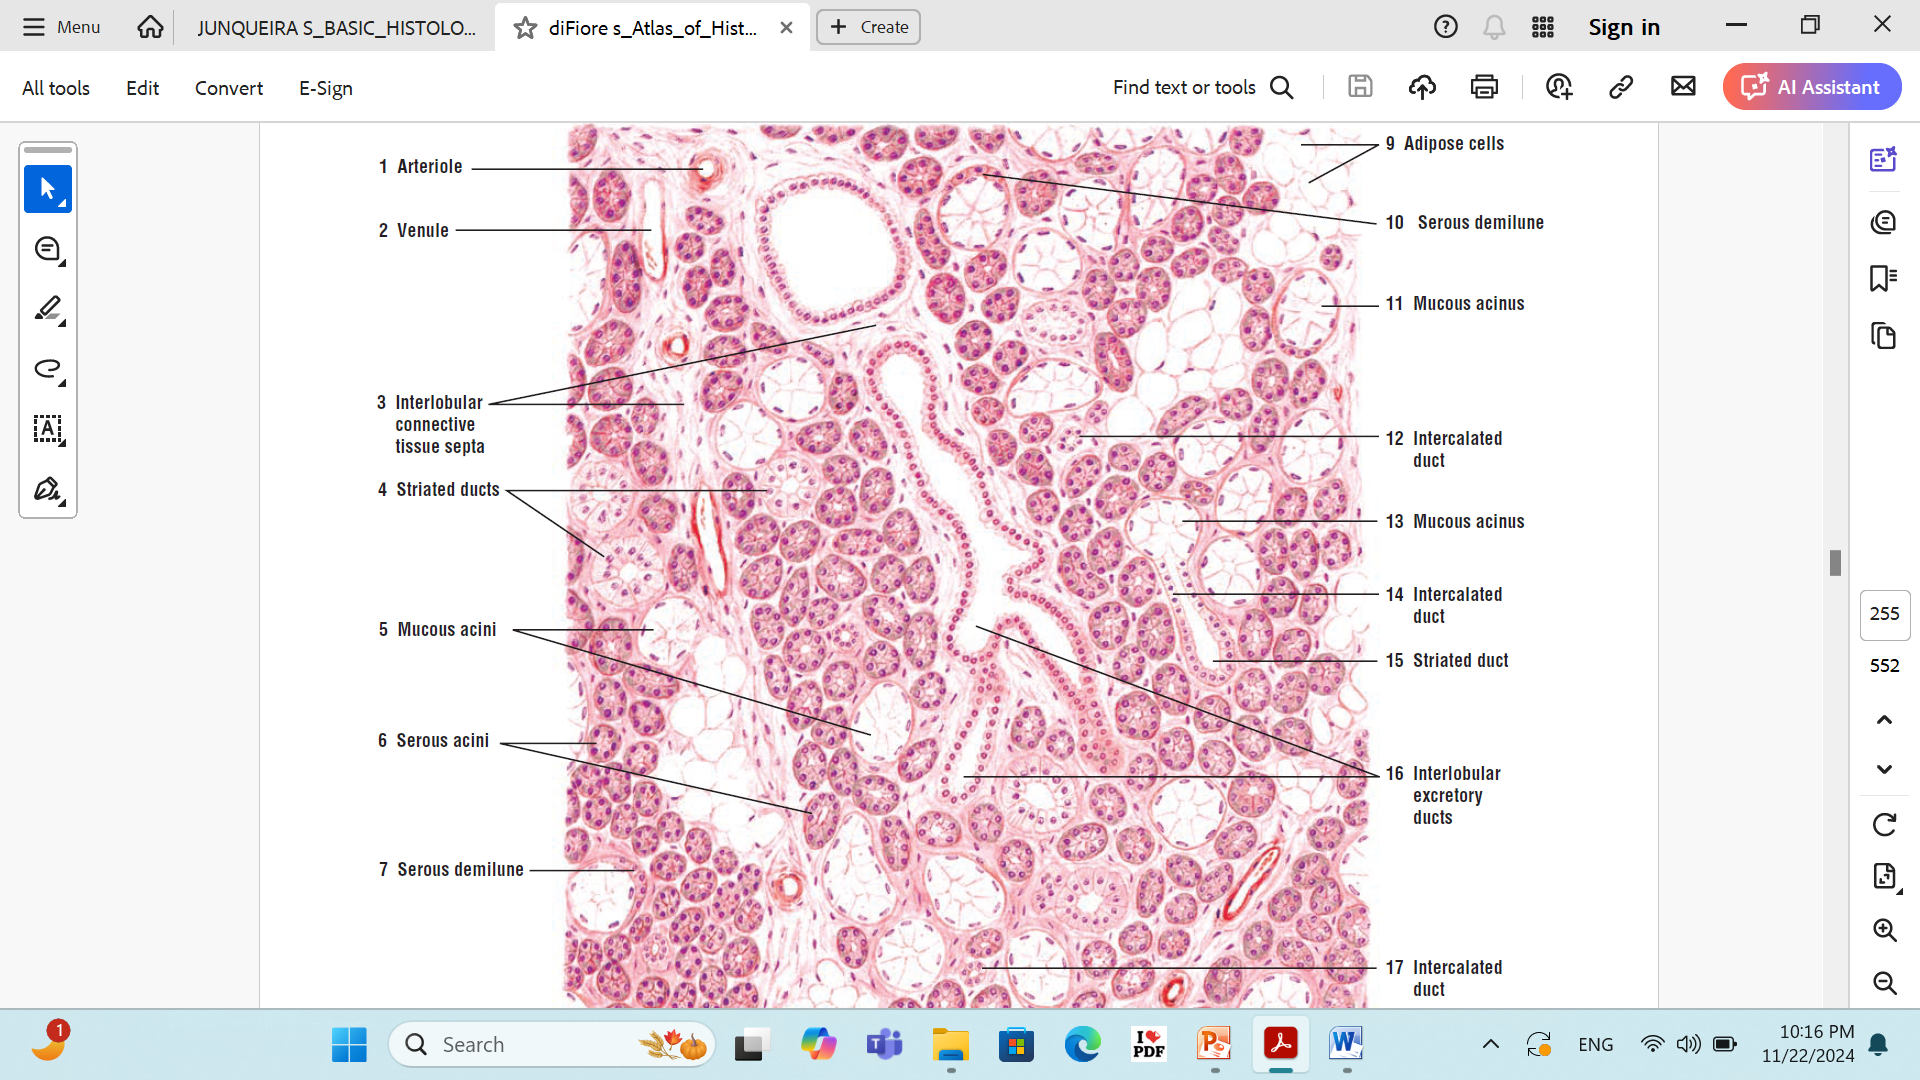 Menu
JUNQUEIRA S_BASIC_HISTOLO...
diFiore s_Atlas_of_Hist...
Create
Sign in
All tools
Edit
Convert
E-Sign
Find text or tools
AI Assistant
1 Arteriole
2 Venule
3 Interlobular
connective
tissue septa
4 Striated ducts
5 Mucous acini
6 Serous acini
7 Serous demilune
9 Adipose cells
10 Serous demilune
11 Mucous acinus
12 Intercalated
duct
13 Mucous acinus
14 Intercalated
duct
15 Striated duct
16 Interlobular
excretory
ducts
17 Intercalated
duct
255
552
1
Search
I PDF
ENG
10:16 PM
11/22/2024